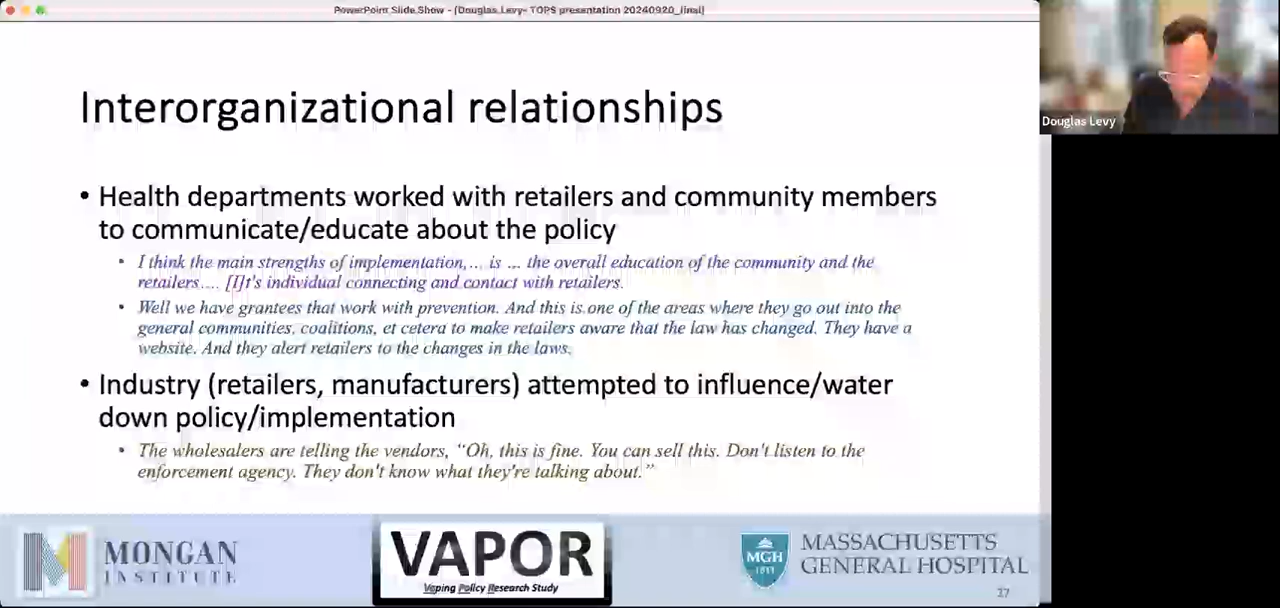 PowerPoint Slide Show - [Douglas_Levy- TOPS presentation 20240920_final]
Douglas Levy
Interorganizational relationships
• Health departments worked with retailers and community members
to communicate/educate about the policy
• I think the main strengths of implementation,... is ... the overall education of the community and the
retailers.... [I]t's individual connecting and contact with retailers.
• Well we have grantees that work with prevention. And this is one of the areas where they go out into the
general communities, coalitions, et cetera to make retailers aware that the law has changed. They have a
website. And they alert retailers to the changes in the laws.
• Industry (retailers, manufacturers) attempted to influence/water
down policy/implementation
• The wholesalers are telling the vendors, “Oh, this is fine. You can sell this. Don't listen to the
enforcement agency. They don't know what they're talking about.”
MONGAN
INSTITUTE
VAPOR
Vaping Policy Research Study
MGH
1811
MASSACHUSETTS
GENERAL HOSPITAL
17